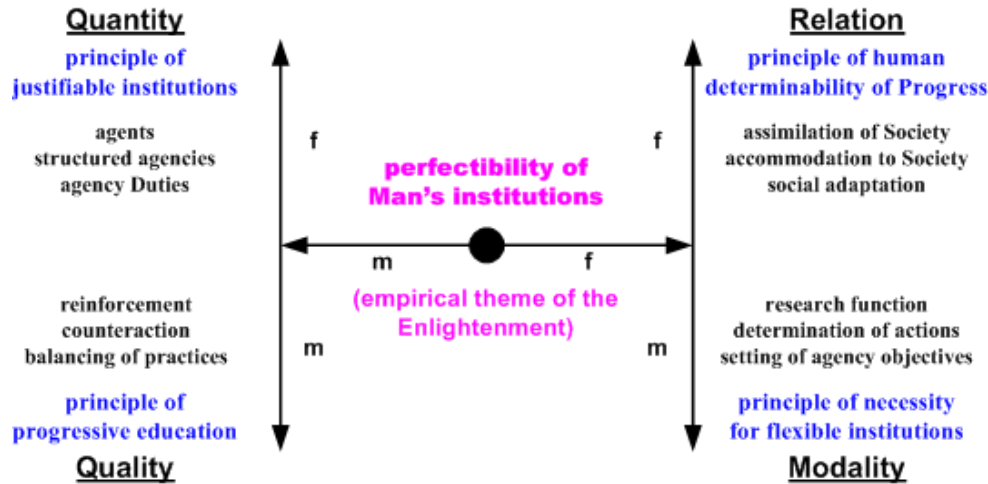 Quantity
principle of
justifiable institutions
agents
structured agencies
agency Duties
f
Relation
principle of human
determinability of Progress
assimilation of Society
accommodation to Society
social adaptation
f
perfectibility of
Man's institutions
m
f
(empirical theme of the
Enlightenment)
reinforcement
counteraction
balancing of practices
m
principle of
progressive education
Quality
research function
determination of actions
setting of agency objectives
m
principle of necessity
for flexible institutions
Modality